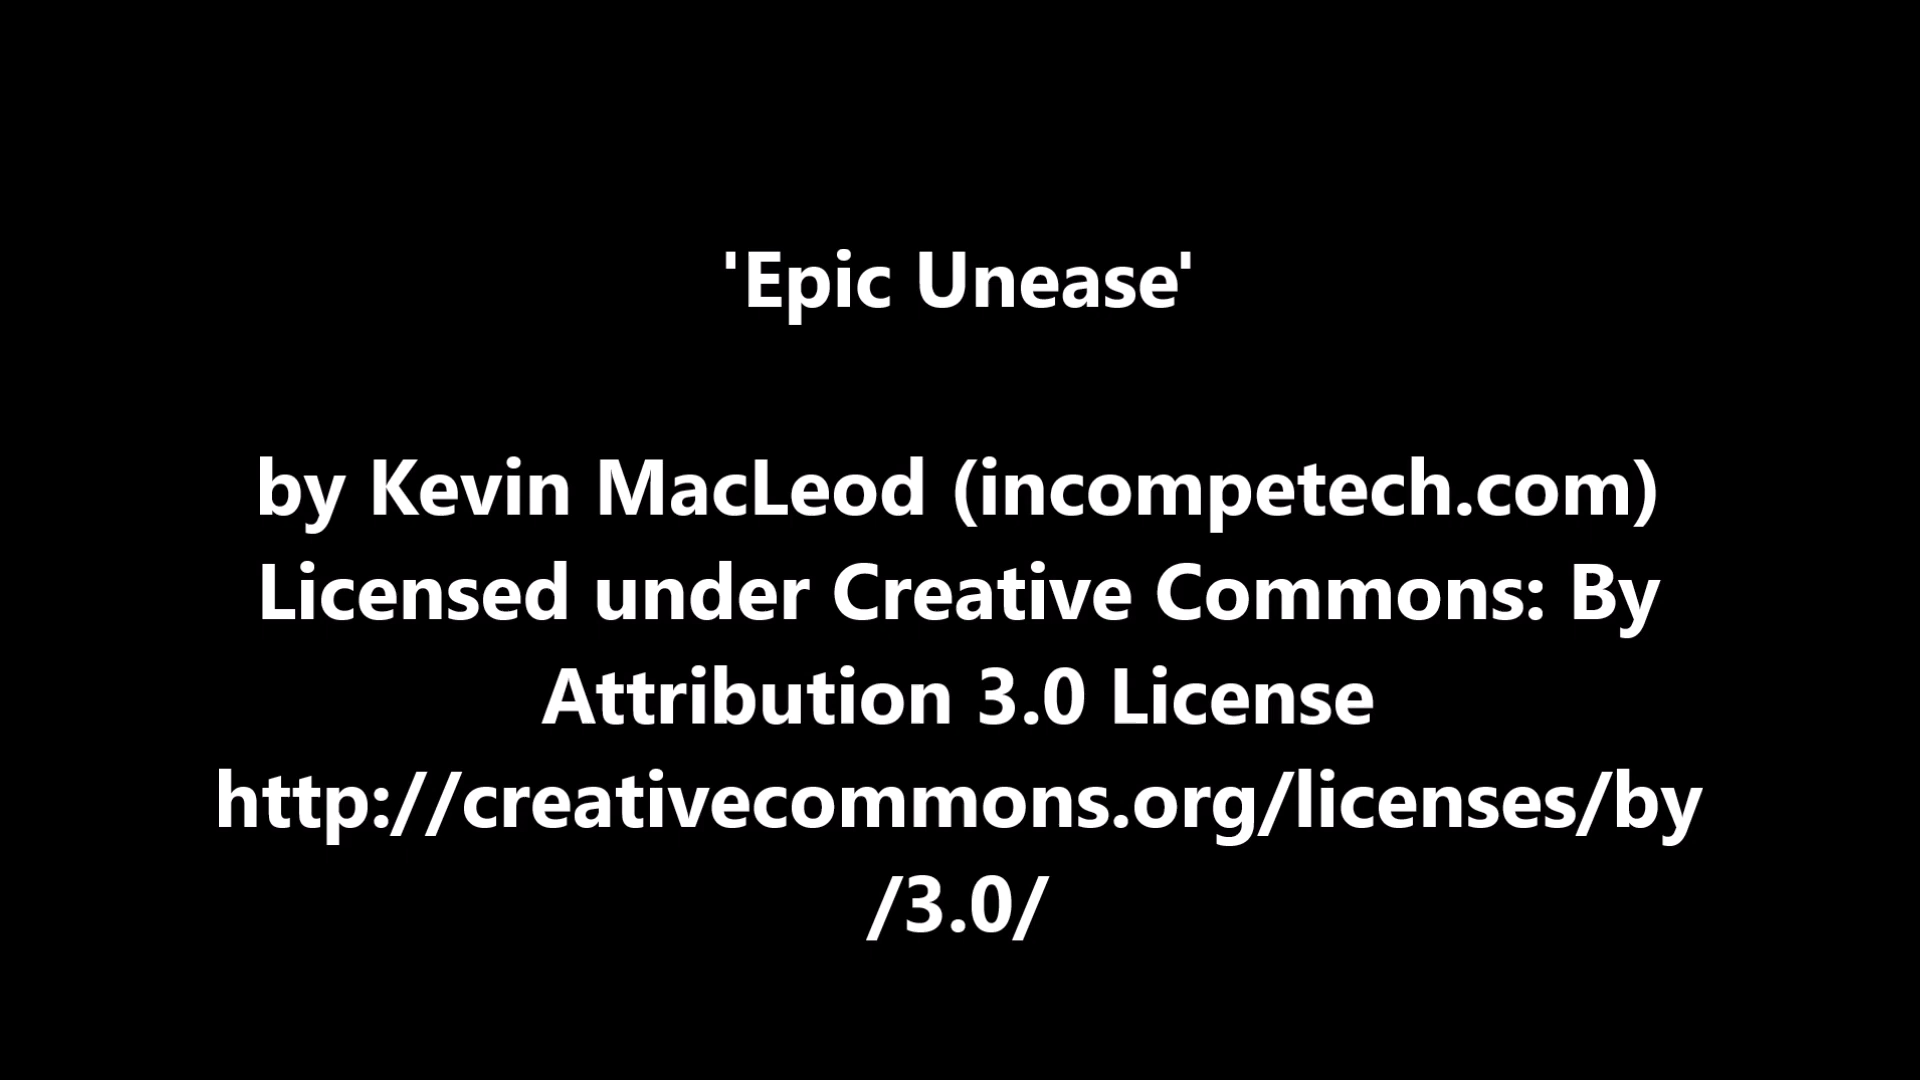 'Epic Unease'
by Kevin MacLeod (incompetech.com)
Licensed under Creative Commons: By
Attribution 3.0 License
http://creativecommons.org/licenses/by
/3.0/